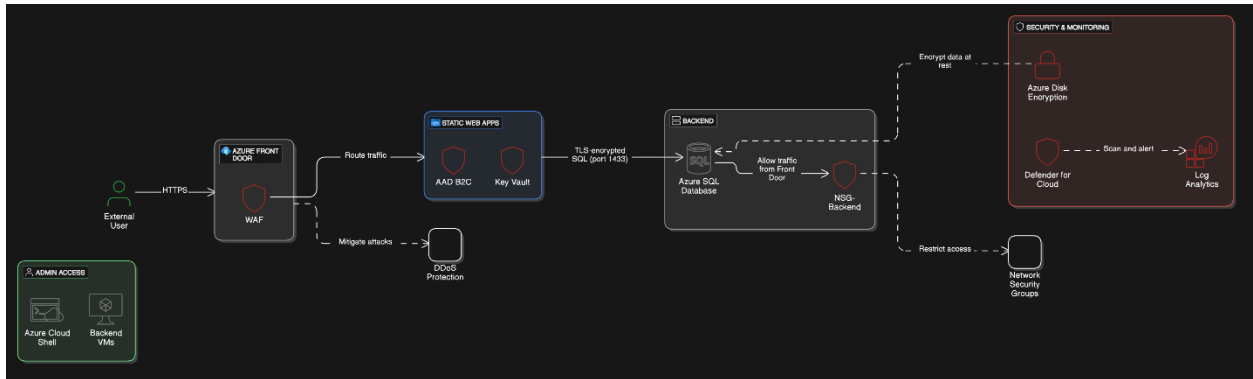 SECURITY & MONITORING
Encrypt data at
rest
Azure Disk
Encryption
STATIC WEB APPS
BACKEND
AZURE FRONT
DOOR
Route traffic
TLS-encrypted
SQL (port 1433)
SQL
Allow traffic
from Front
Door
Scan and alert
AAD B2C
Key Vault
Azure SQL
Database
Defender for
Cloud
Log
Analytics
HTTPS
WAF
NSG-
Backend
External
User
Mitigate attacks
Restrict access
DDoS
Protection
Network
Security
Groups
ADMIN ACCESS
Azure Cloud
Shell
Backend
VMs